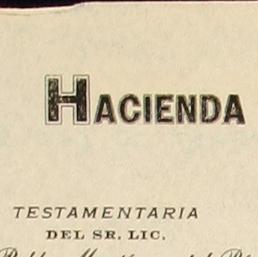 HACIENDA
TESTAMENTARIA
DEL SR. LIC.